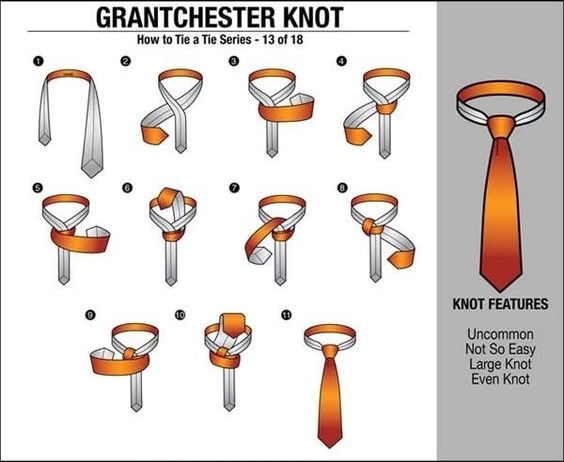 GRANTCHESTER KNOT
How to Tie a Tie Series - 13 of 18
1
2
3
4
5
6
7
8
9
10
11
KNOT FEATURES
Uncommon
Not So Easy
Large Knot
Even Knot